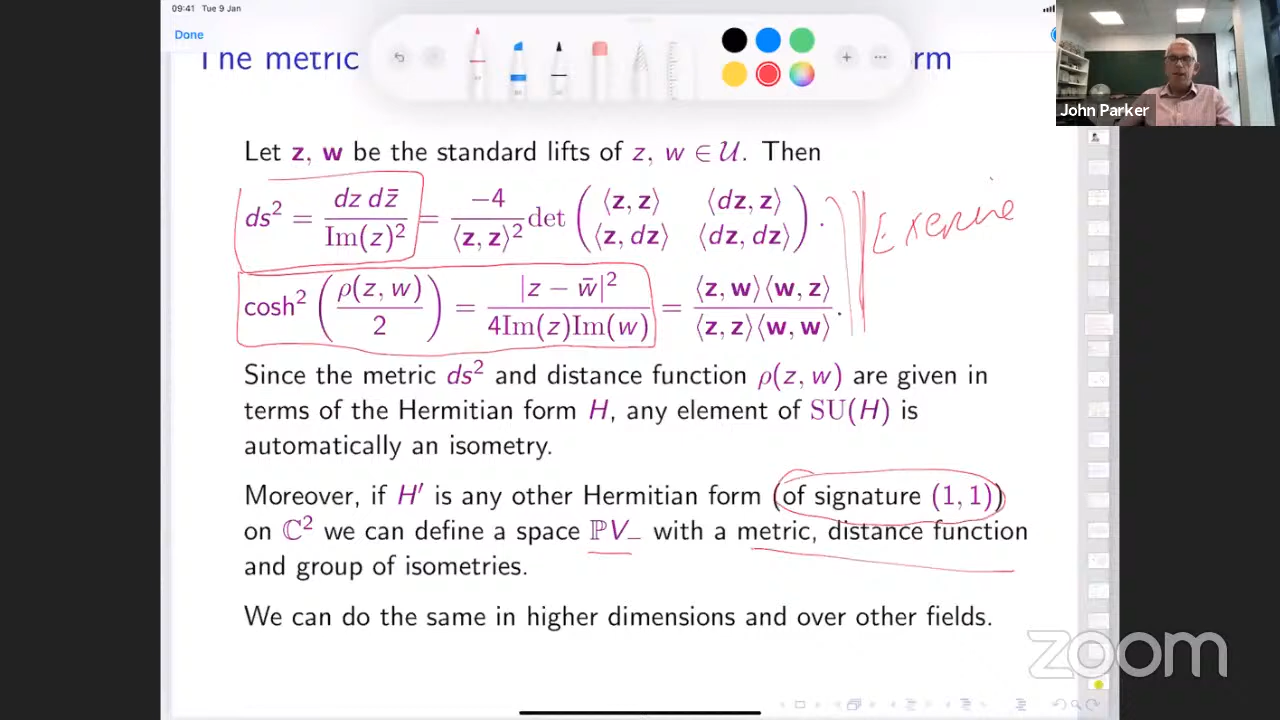 09:41 Tue 9 Jan
Done
The metric
orm
John Parker
Let z, w be the standard lifts of z, w ∈ 𝒰. Then
ds² = dz dz̄ / Im(z)² = −4 / ⟨z, z⟩² det ( ⟨z, z⟩ ⟨dz, z⟩ ; ⟨z, dz⟩ ⟨dz, dz⟩ ).
Exercise
cosh² ( ρ(z, w) / 2 ) = |z − w̄|² / 4Im(z)Im(w) = ⟨z, w⟩⟨w, z⟩ / ⟨z, z⟩⟨w, w⟩.
Since the metric ds² and distance function ρ(z, w) are given in
terms of the Hermitian form H, any element of SU(H) is
automatically an isometry.
Moreover, if H′ is any other Hermitian form (of signature (1, 1))
on ℂ² we can define a space ℙV₋ with a metric, distance function
and group of isometries.
We can do the same in higher dimensions and over other fields.
zoom